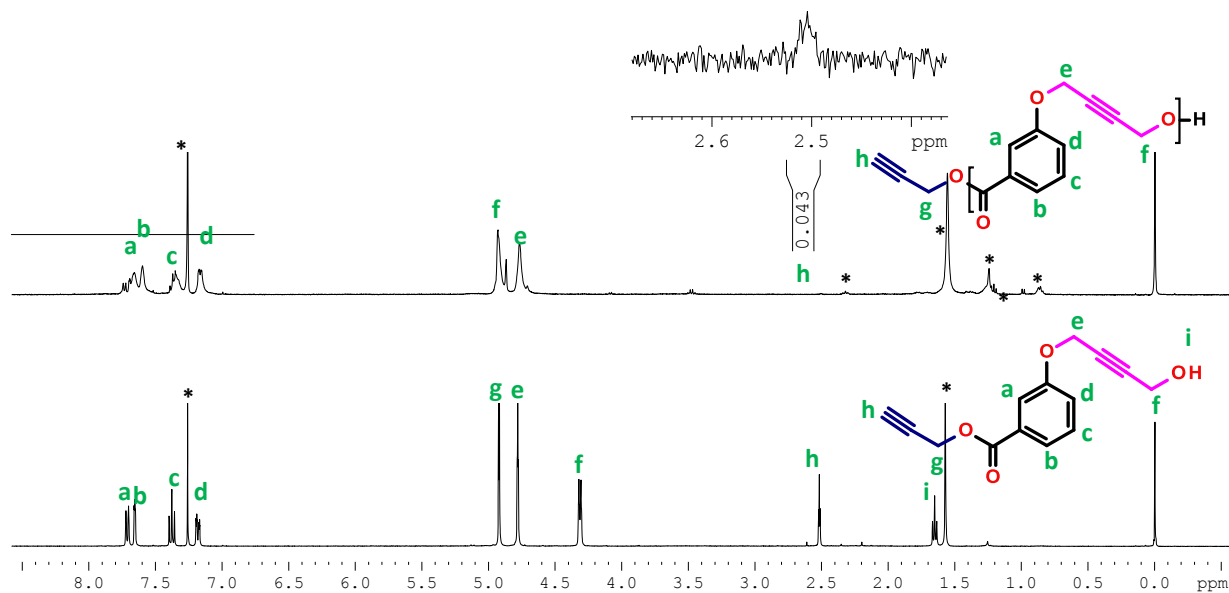 2.6 2.5 ppm
0.043
e
O
O H
a d f
h
O
c
g b
O
*
f e
b
a c d
h
* * * * *
e i
O
OH
a d f
h
O
c
g b
O
*
g e
f
h
i
*
a b c d
8.0 7.5 7.0 6.5 6.0 5.5 5.0 4.5 4.0 3.5 3.0 2.5 2.0 1.5 1.0 0.5 0.0 ppm